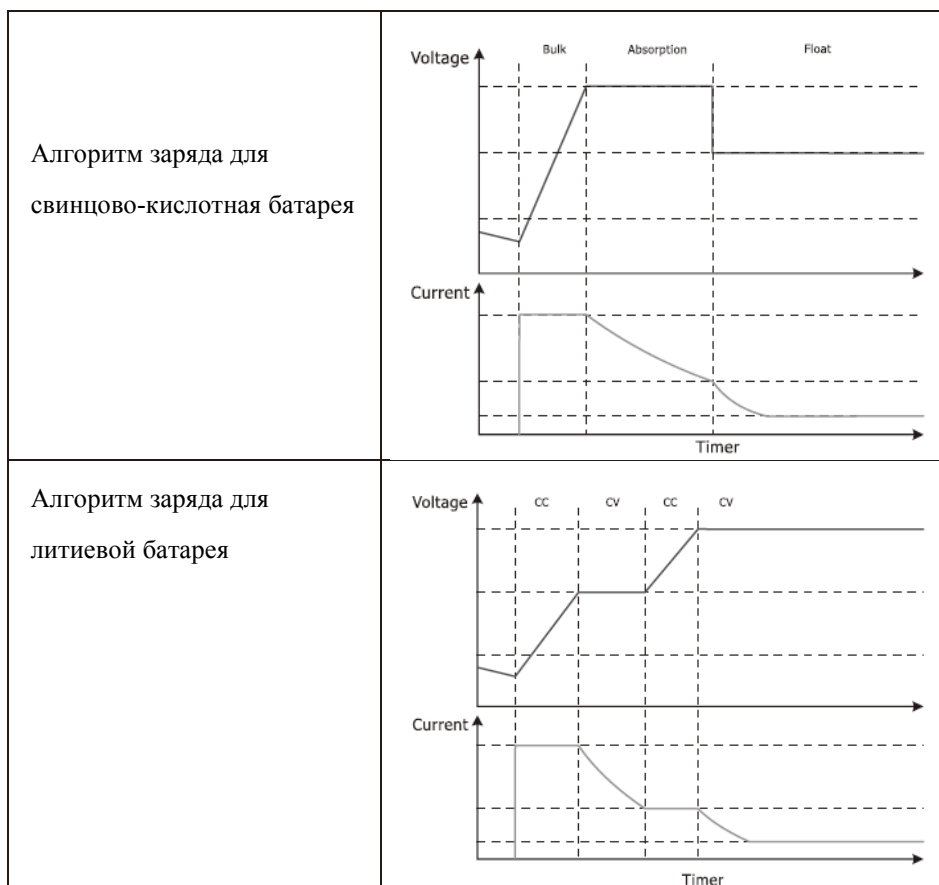 Алгоритм заряда для
свинцово-кислотная батарея
Voltage
Bulk
Absorption
Float
Current
Timer
Алгоритм заряда для
литиевой батарея
Voltage
CC
CV
CC
CV
Current
Timer